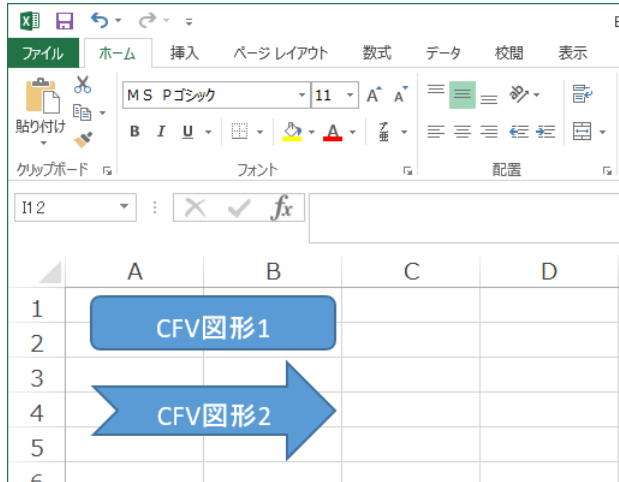 ファイル ホーム 挿入 ページ レイアウト 数式 データ 校閲 表示
貼り付け
ＭＳ Ｐゴシック 11 A A
B I U A ア亜
クリップボード フォント 配置
I12 fx
A B C D
1
CFV図形1
2
3
4 CFV図形2
5